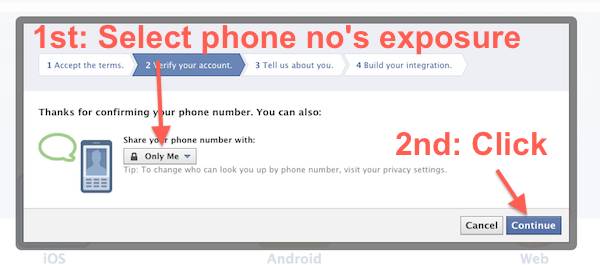 1st: Select phone no's exposure
1 Accept the terms. 2 Verify your account. 3 Tell us about you. 4 Build your integration.
Thanks for confirming your phone number. You can also:
Share your phone number with:
Only Me
Tip: To change who can look you up by phone number, visit your privacy settings.
2nd: Click
Cancel Continue
iOS Android Web